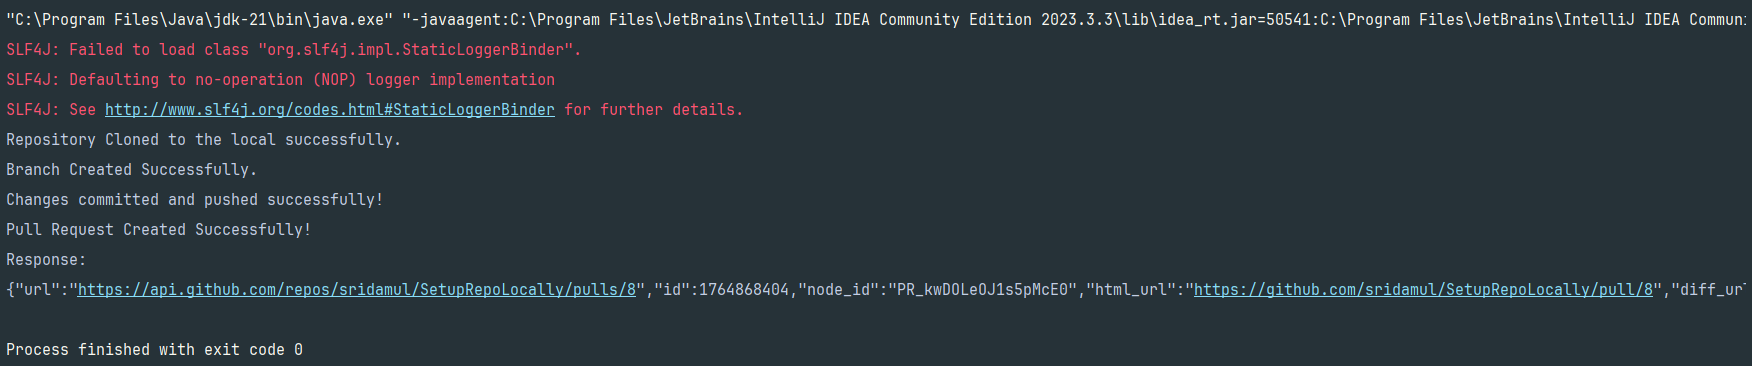 "C:\Program Files\Java\jdk-21\bin\java.exe" "-javaagent:C:\Program Files\JetBrains\IntelliJ IDEA Community Edition 2023.3.3\lib\idea_rt.jar=50541:C:\Program Files\JetBrains\IntelliJ IDEA Communi
SLF4J: Failed to load class "org.slf4j.impl.StaticLoggerBinder".
SLF4J: Defaulting to no-operation (NOP) logger implementation
SLF4J: See http://www.slf4j.org/codes.html#StaticLoggerBinder for further details.
Repository Cloned to the local successfully.
Branch Created Successfully.
Changes committed and pushed successfully!
Pull Request Created Successfully!
Response:
{"url":"https://api.github.com/repos/sridamul/SetupRepoLocally/pulls/8","id":1764868404,"node_id":"PR_kwDOLeOJ1s5pMcE0","html_url":"https://github.com/sridamul/SetupRepoLocally/pull/8","diff_url
Process finished with exit code 0